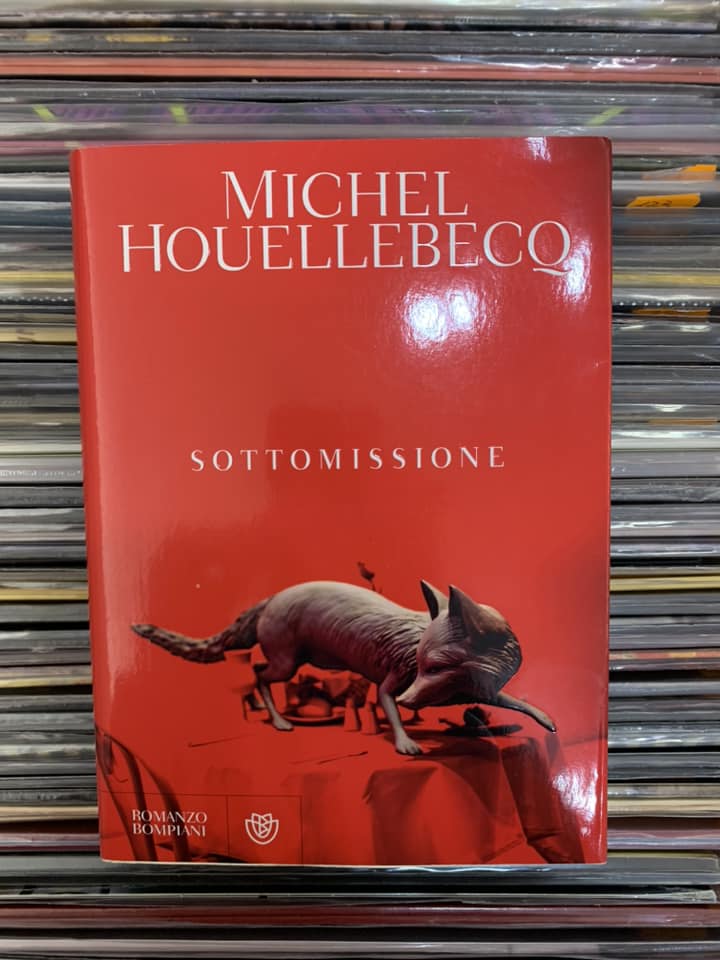 MICHEL
HOUELLEBECQ
SOTTOMISSIONE
ROMANZO
BOMPIANI